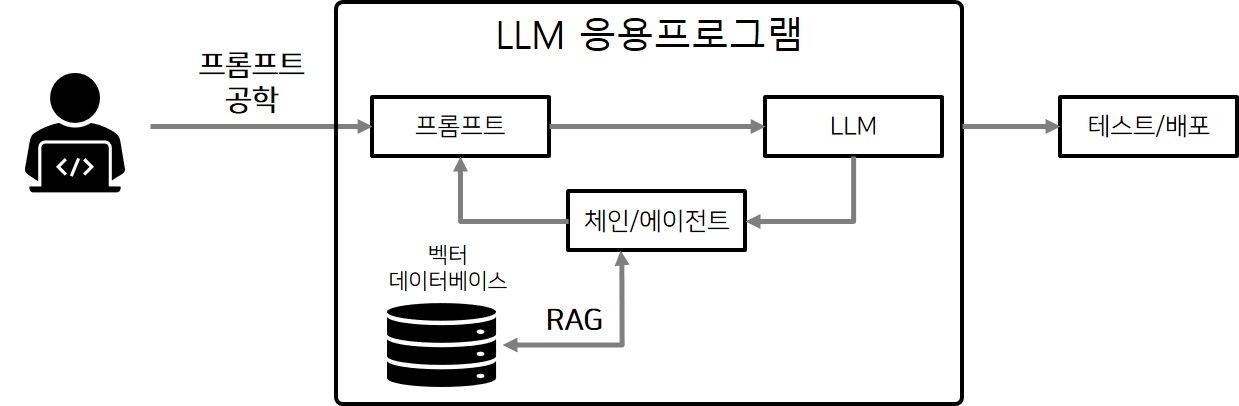 LLM 응용프로그램
프롬프트
공학
프롬프트
LLM
테스트/배포
체인/에이전트
벡터
데이터베이스
RAG
</>